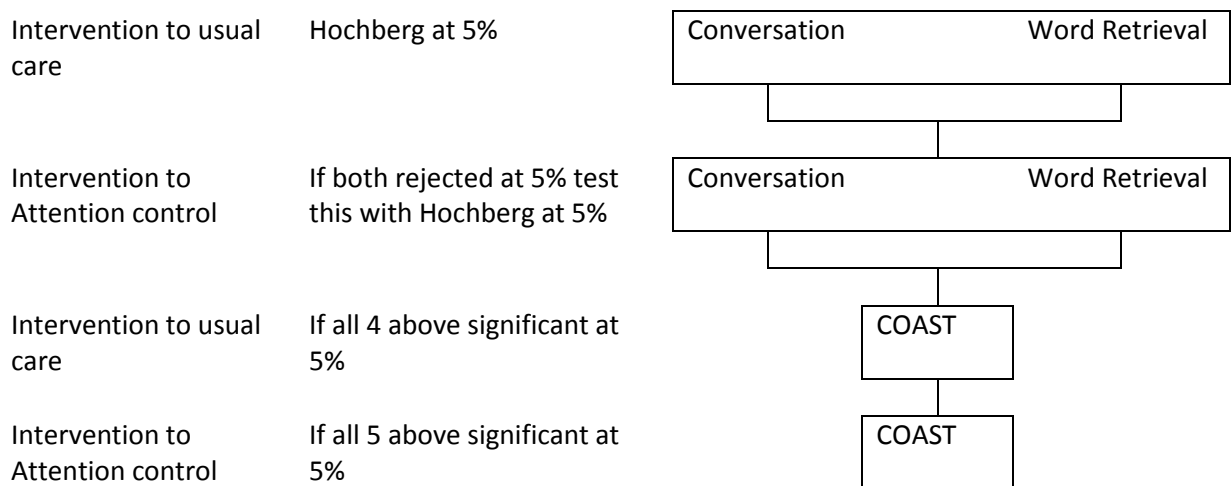 Intervention to usual care
Hochberg at 5%
Conversation Word Retrieval
Intervention to
Attention control
If both rejected at 5% test
this with Hochberg at 5%
Conversation Word Retrieval
Intervention to usual
care
If all 4 above significant at
5%
COAST
Intervention to
Attention control
If all 5 above significant at
5%
COAST